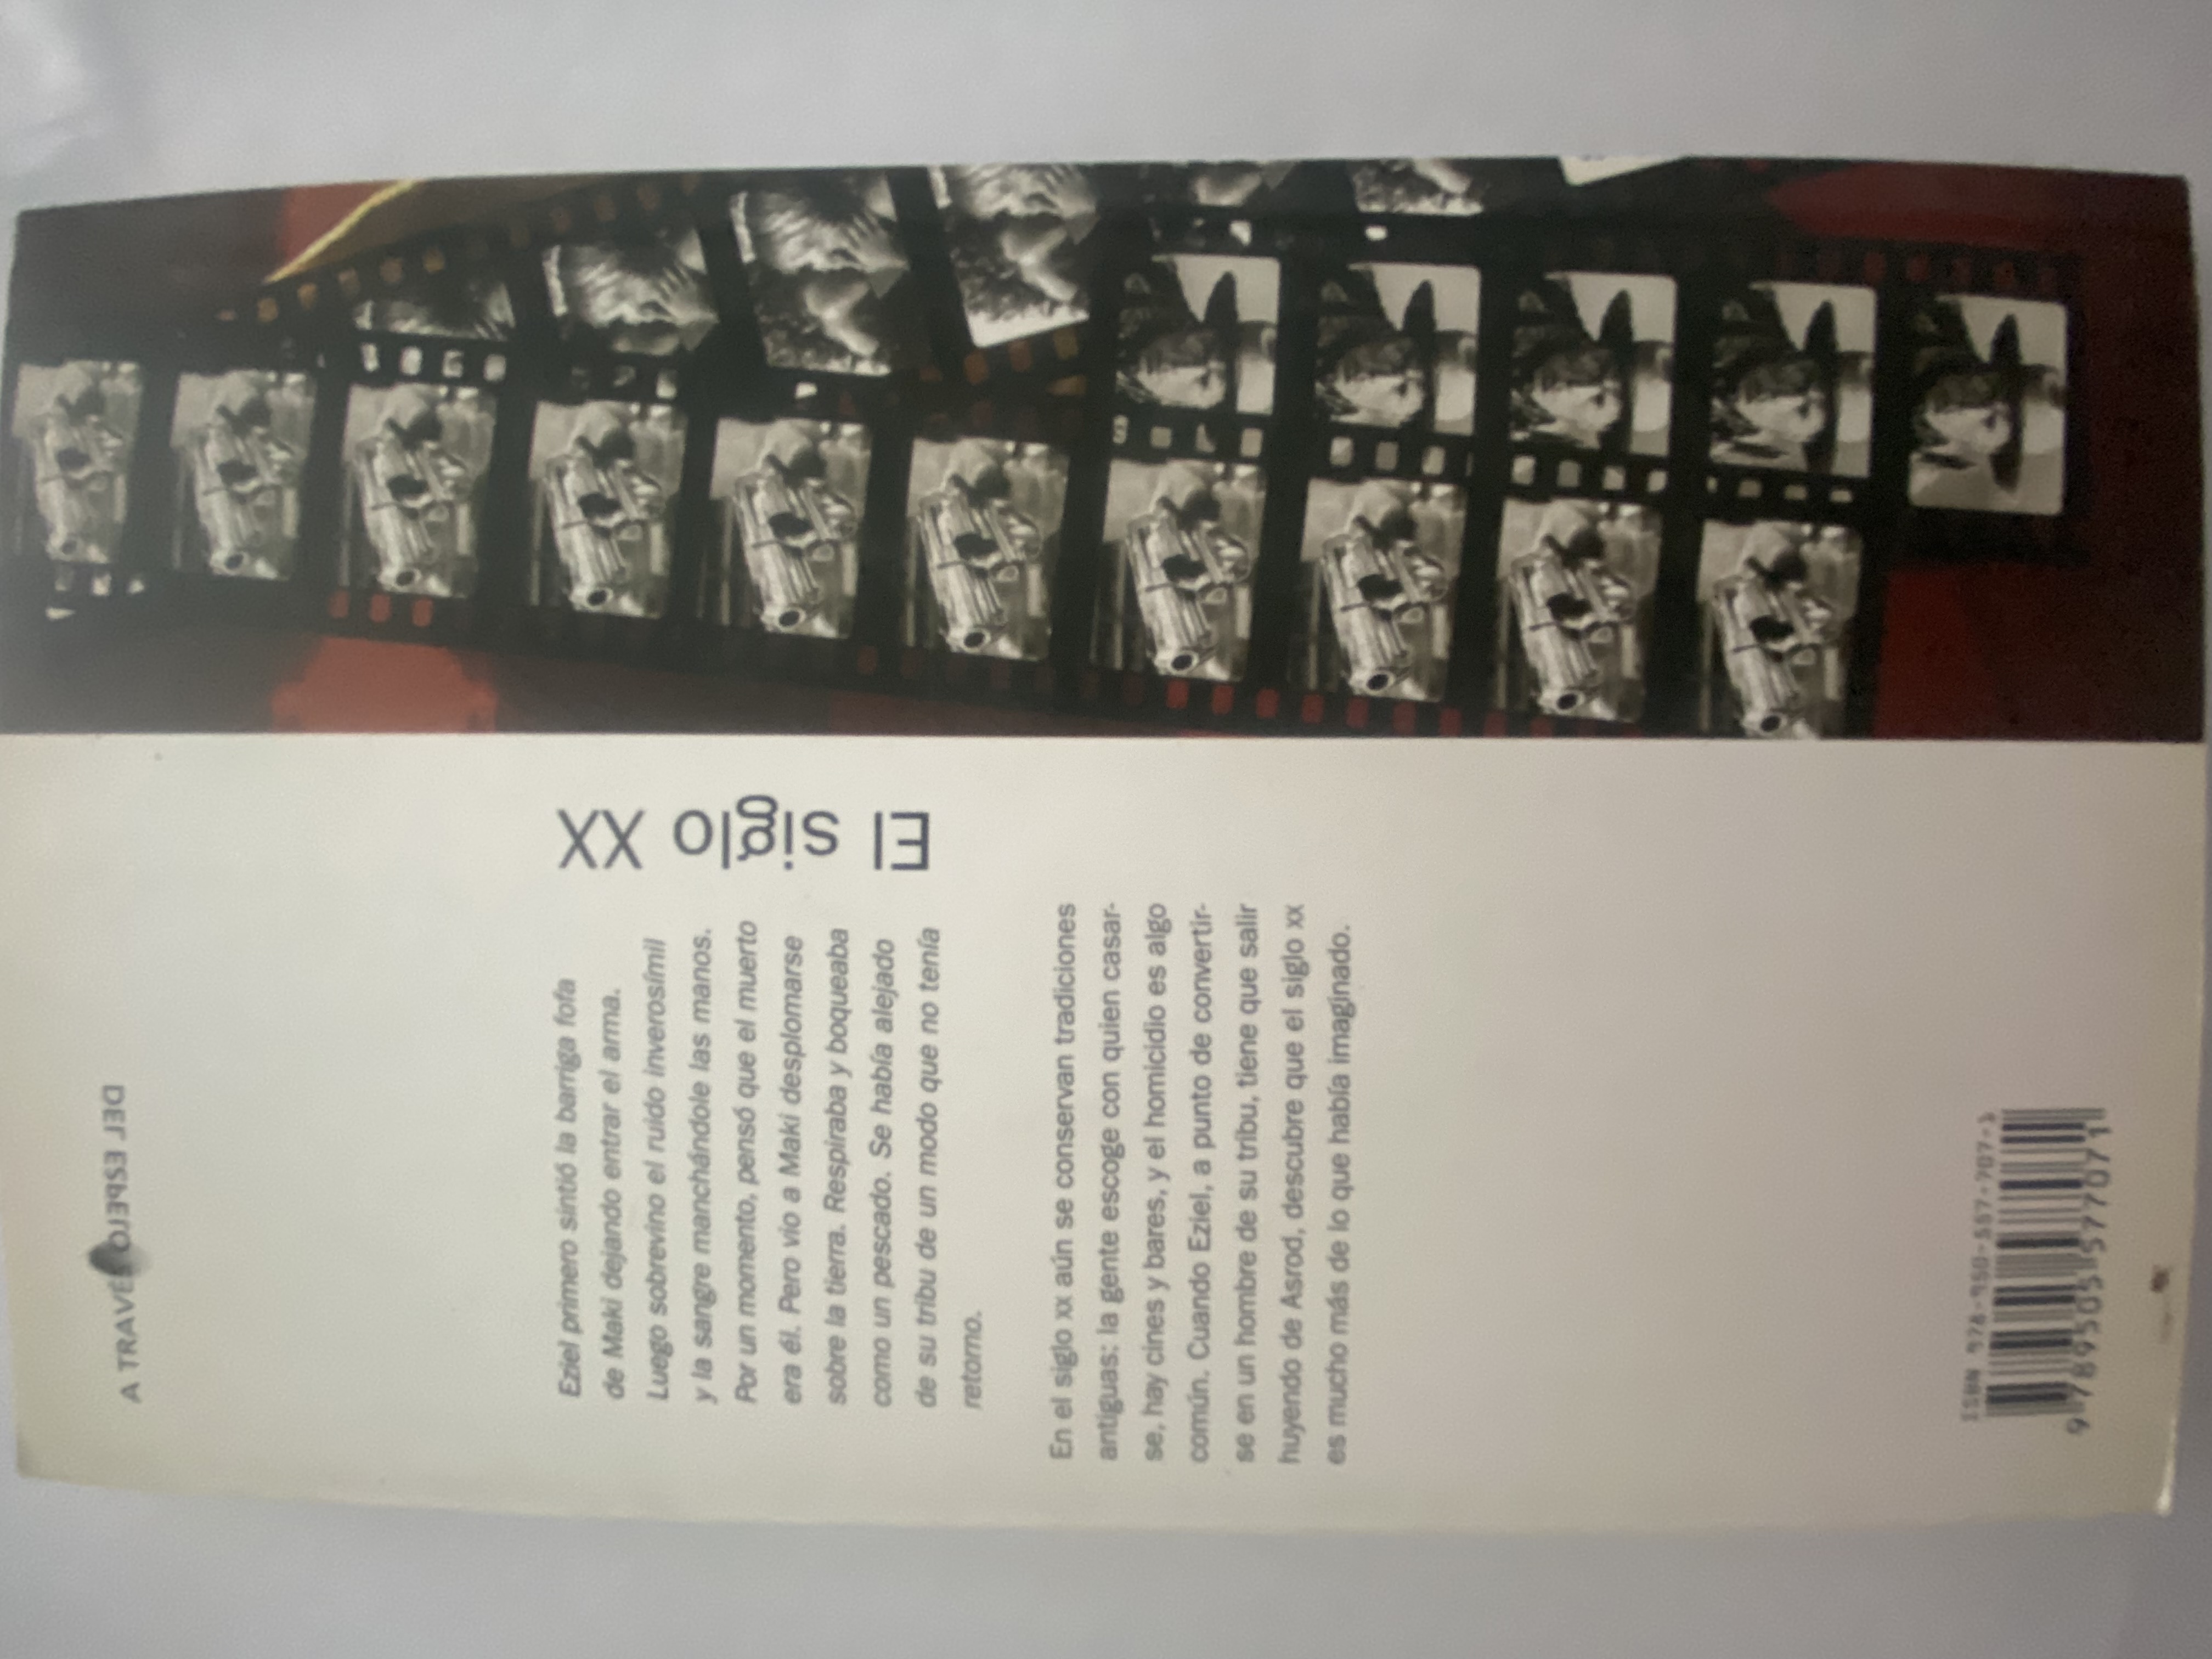 A TRAVÉS DEL ESPEJO
Eziel primero sintió la barriga fofa
de Maki dejando entrar el arma.
Luego sobrevino el ruido inverosímil
y la sangre manchándole las manos.
Por un momento, pensó que el muerto
era él. Pero vio a Maki desplomarse
sobre la tierra. Respiraba y boqueaba
como un pescado. Se había alejado
de su tribu de un modo que no tenía
retorno.
El siglo XX
En el siglo XX aún se conservan tradiciones
antiguas: la gente escoge con quien casar-
se, hay cines y bares, y el homicidio es algo
común. Cuando Eziel, a punto de convertir-
se en un hombre de su tribu, tiene que salir
huyendo de Asrod, descubre que el siglo XX
es mucho más de lo que había imaginado.
ISBN 978-950-557-707-1
9 789505 577071